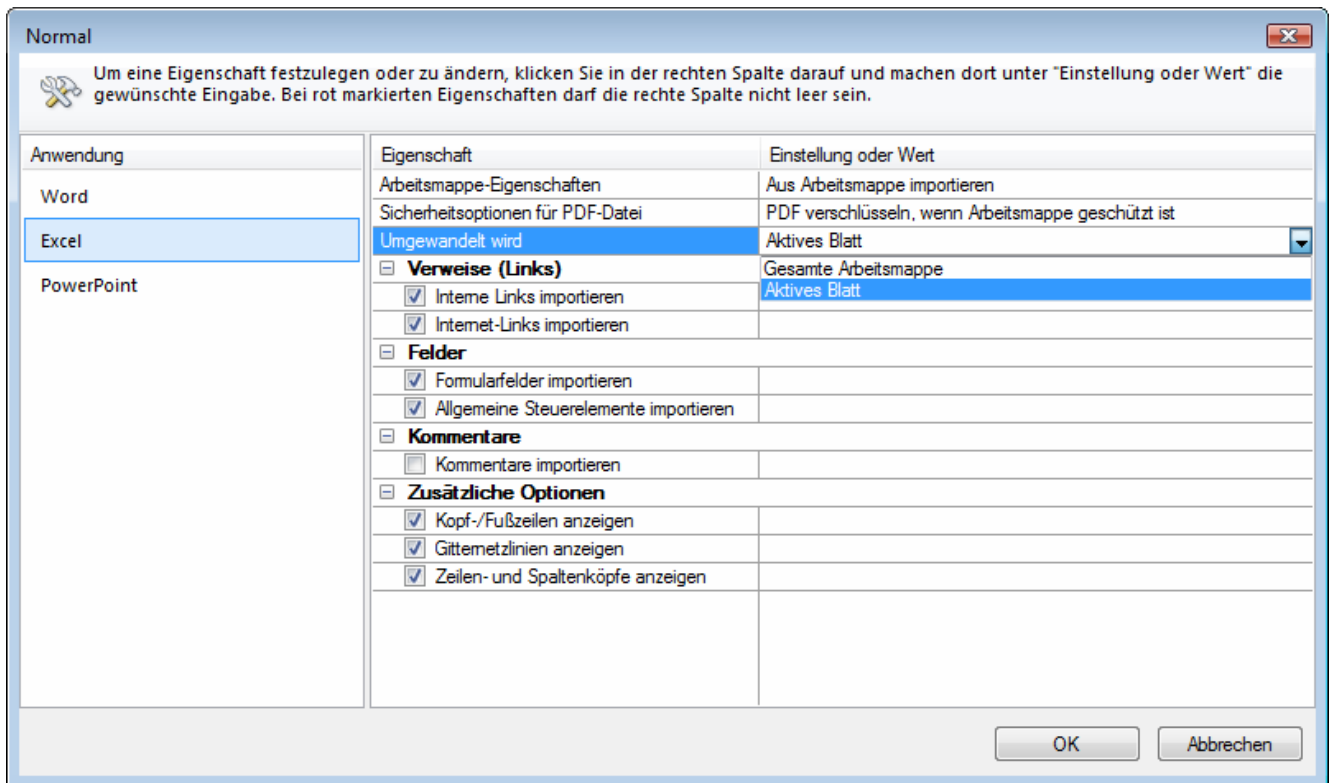 Normal
Um eine Eigenschaft festzulegen oder zu ändern, klicken Sie in der rechten Spalte darauf und machen dort unter "Einstellung oder Wert" die
gewünschte Eingabe. Bei rot markierten Eigenschaften darf die rechte Spalte nicht leer sein.
Anwendung
Word
Excel
PowerPoint
Eigenschaft Einstellung oder Wert
Arbeitsmappe-Eigenschaften Aus Arbeitsmappe importieren
Sicherheitsoptionen für PDF-Datei PDF verschlüsseln, wenn Arbeitsmappe geschützt ist
Umgewandelt wird Aktives Blatt
Verweise (Links) Gesamte Arbeitsmappe
Interne Links importieren Aktives Blatt
Internet-Links importieren
Felder
Formularfelder importieren
Allgemeine Steuerelemente importieren
Kommentare
Kommentare importieren
Zusätzliche Optionen
Kopf-/Fußzeilen anzeigen
Gitternetzlinien anzeigen
Zeilen- und Spaltenköpfe anzeigen
OK Abbrechen